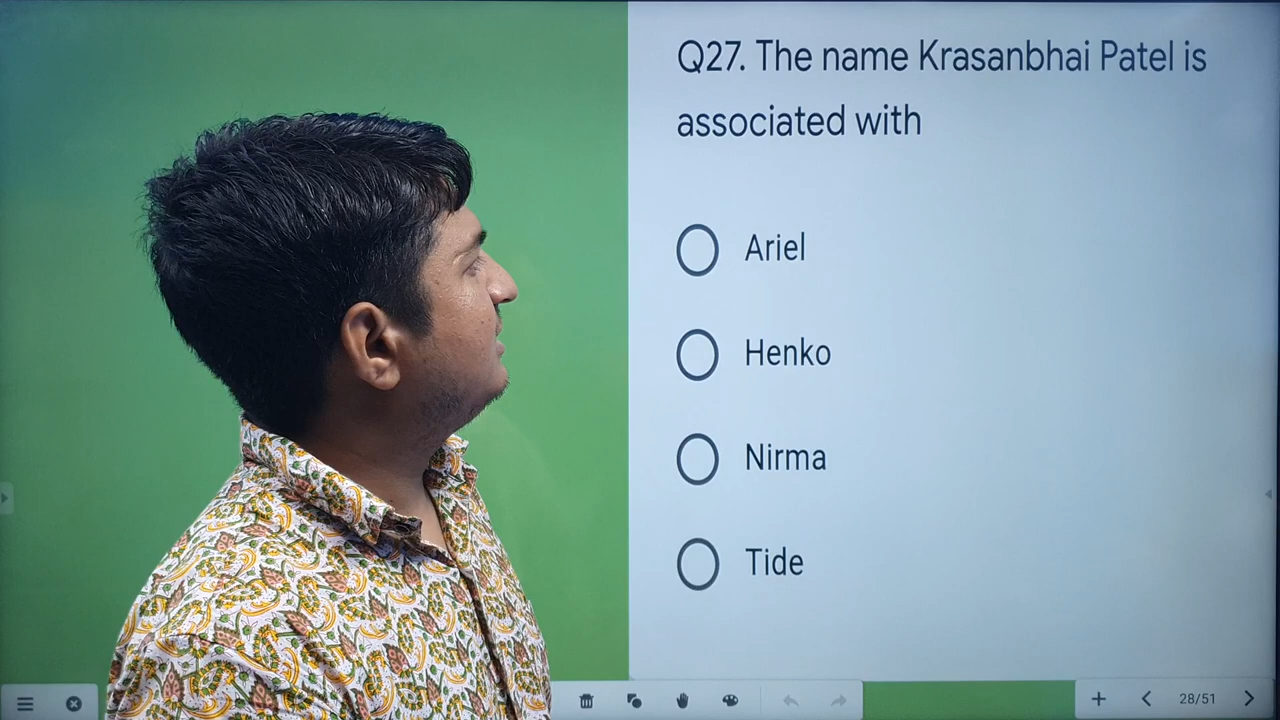 Q27. The name Krasanbhai Patel is
associated with
Ariel
Henko
Nirma
Tide
28/51